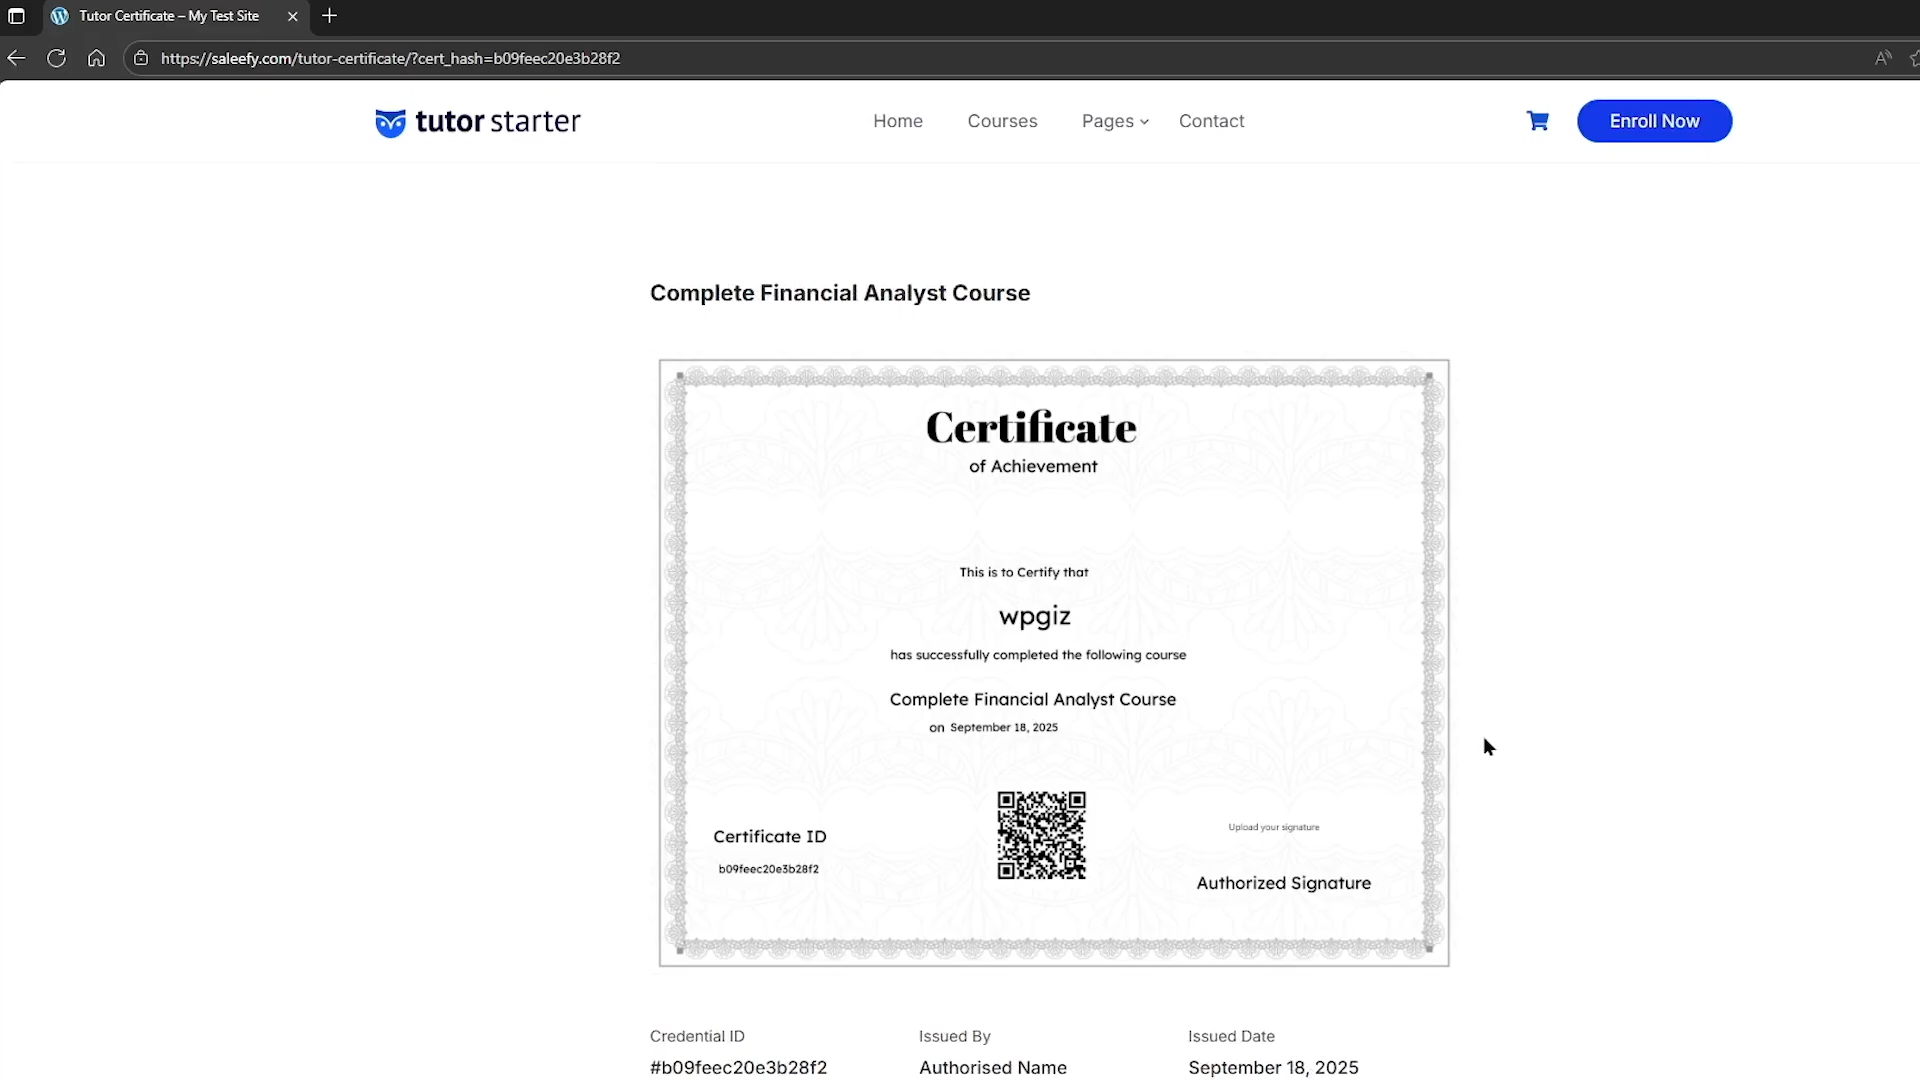 Tutor Certificate – My Test Site
https://saleefy.com/tutor-certificate/?cert_hash=b09feec20e3b28f2
tutor starter
Home
Courses
Pages
Contact
Enroll Now
Complete Financial Analyst Course
Certificate
of Achievement
This is to Certify that
wpgiz
has successfully completed the following course
Complete Financial Analyst Course
on September 18, 2025
Certificate ID
b09feec20e3b28f2
Upload your signature
Authorized Signature
Credential ID
#b09feec20e3b28f2
Issued By
Authorised Name
Issued Date
September 18, 2025